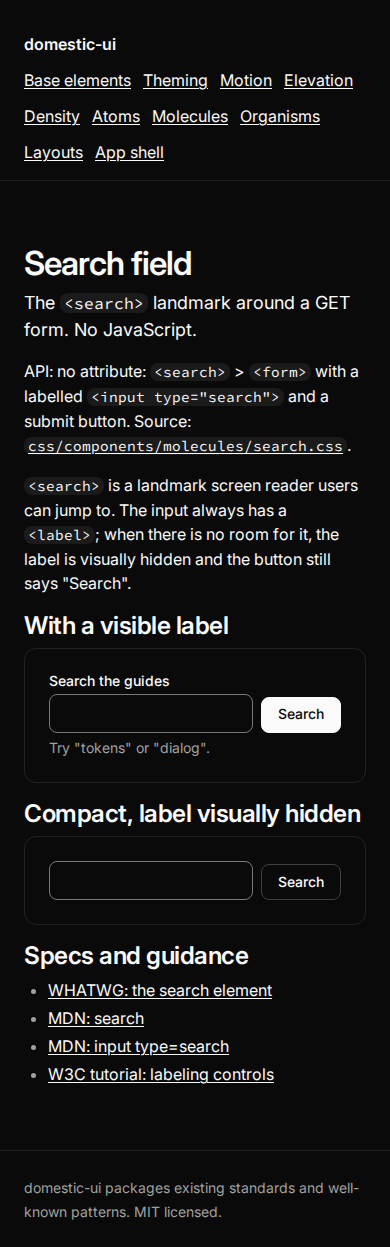 domestic-ui
Base elements Theming Motion Elevation
Density Atoms Molecules Organisms
Layouts App shell
Search field
The <search> landmark around a GET
form. No JavaScript.
API: no attribute: <search> > <form> with a
labelled <input type="search"> and a
submit button. Source:
css/components/molecules/search.css.
<search> is a landmark screen reader users
can jump to. The input always has a
<label>; when there is no room for it, the
label is visually hidden and the button still
says "Search".
With a visible label
Search the guides
Search
Try "tokens" or "dialog".
Compact, label visually hidden
Search
Specs and guidance
WHATWG: the search element
MDN: search
MDN: input type=search
W3C tutorial: labeling controls
domestic-ui packages existing standards and well-
known patterns. MIT licensed.